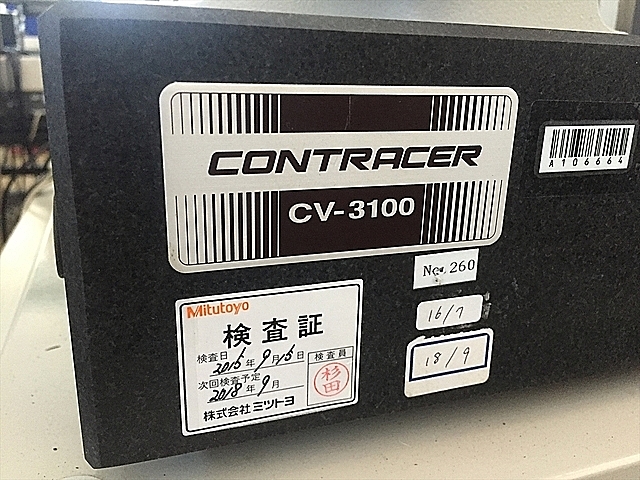 CONTRACER
CV-3100
A106664
No. 260
16/7
18/9
Mitutoyo
検査証
検査日 2015年9月15日
検査員
杉田
次回検査予定
2018年9月
株式会社ミツトヨ